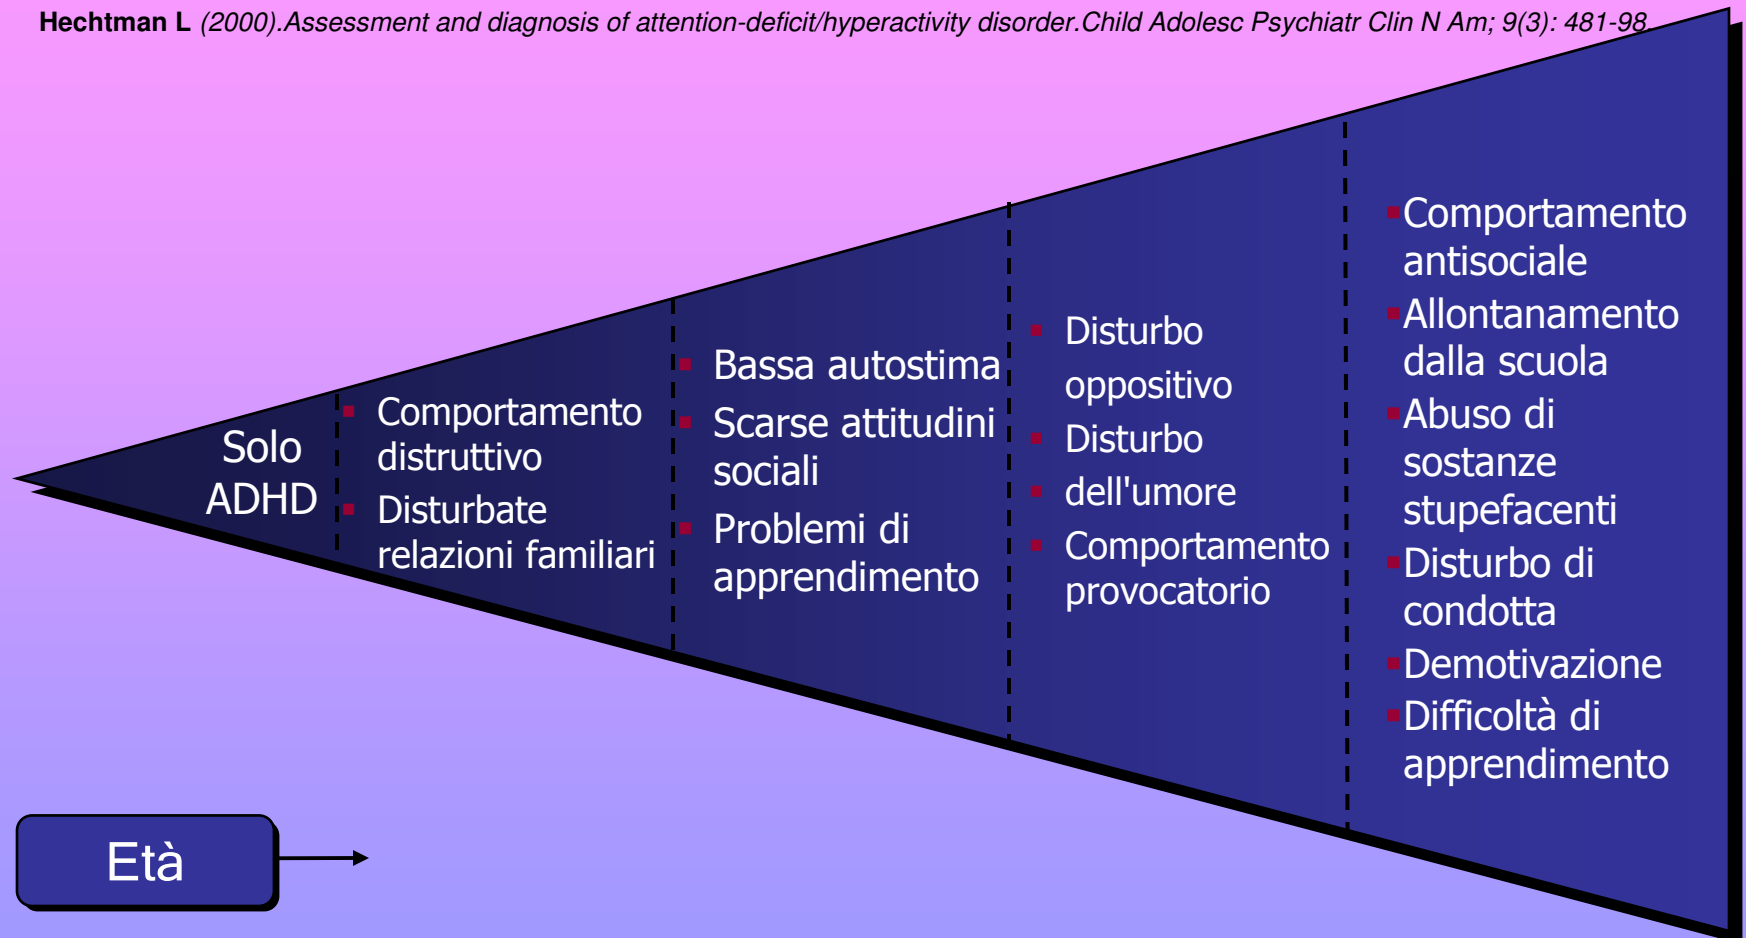 Hechtman L (2000).Assessment and diagnosis of attention-deficit/hyperactivity disorder.Child Adolesc Psychiatr Clin N Am; 9(3): 481-98.
Solo
ADHD
▪ Comportamento
distruttivo
▪ Disturbate
relazioni familiari
▪ Bassa autostima
▪ Scarse attitudini
sociali
▪ Problemi di
apprendimento
▪ Disturbo
oppositivo
▪ Disturbo
▪ dell'umore
▪ Comportamento
provocatorio
▪Comportamento
antisociale
▪Allontanamento
dalla scuola
▪Abuso di
sostanze
stupefacenti
▪Disturbo di
condotta
▪Demotivazione
▪Difficoltà di
apprendimento
Età